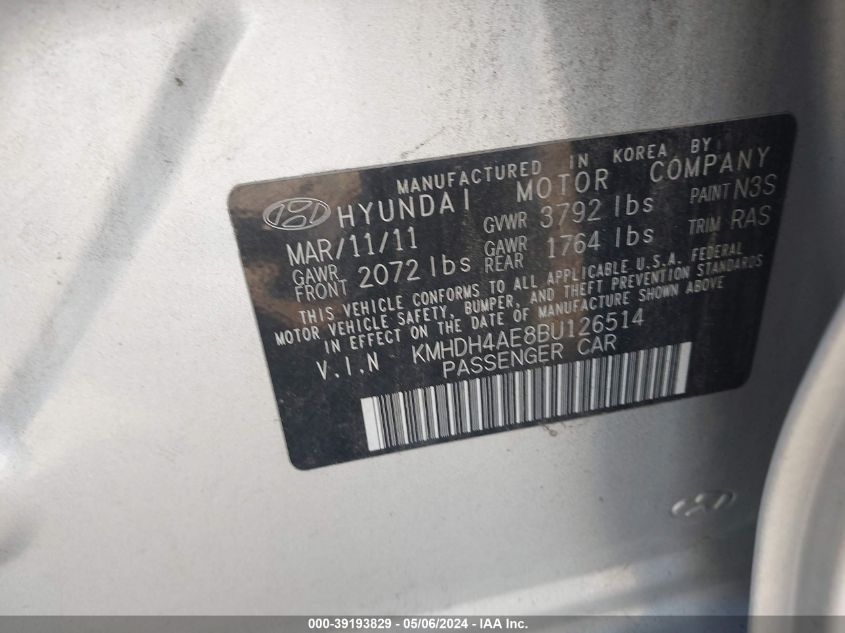 MANUFACTURED IN KOREA BY
HYUNDAI MOTOR COMPANY
MAR/11/11 GVWR 3792 lbs PAINT N3S
GAWR FRONT 2072 lbs GAWR REAR 1764 lbs TRIM RAS
THIS VEHICLE CONFORMS TO ALL APPLICABLE U.S.A. FEDERAL
MOTOR VEHICLE SAFETY, BUMPER, AND THEFT PREVENTION STANDARDS
IN EFFECT ON THE DATE OF MANUFACTURE SHOWN ABOVE
V.I.N KMHDH4AE8BU126514
PASSENGER CAR
000-39193829 - 05/06/2024 - IAA Inc.